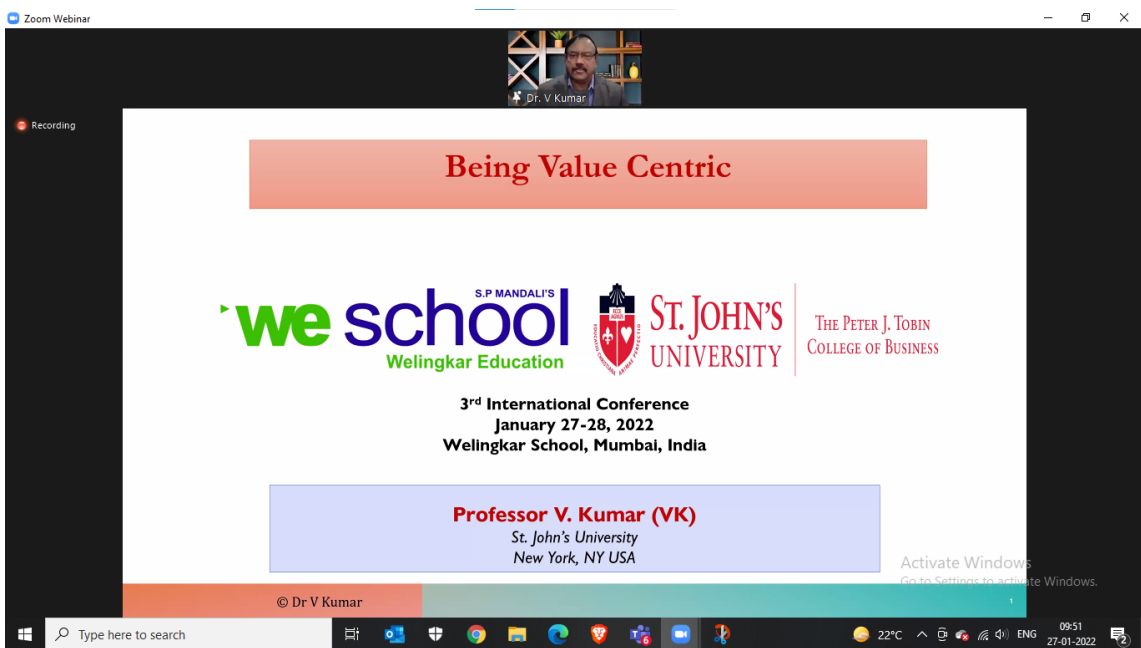 Zoom Webinar
Dr. V Kumar
Recording
Being Value Centric
S.P MANDALI'S
we school
Welingkar Education
ST. JOHN'S
UNIVERSITY
THE PETER J. TOBIN
COLLEGE OF BUSINESS
3rd International Conference
January 27-28, 2022
Welingkar School, Mumbai, India
Professor V. Kumar (VK)
St. John's University
New York, NY USA
Activate Windows
Go to Settings to activate Windows.
© Dr V Kumar
1
Type here to search
6
22°C
ENG
09:51
27-01-2022
2